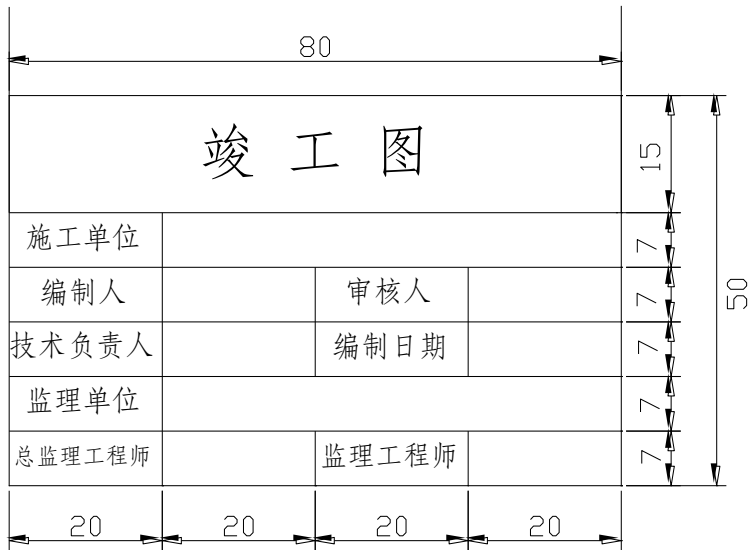 80
竣工图
15
施工单位
7
编制人 审核人
7
50
技术负责人 编制日期
7
监理单位
7
总监理工程师 监理工程师
7
20 20 20 20